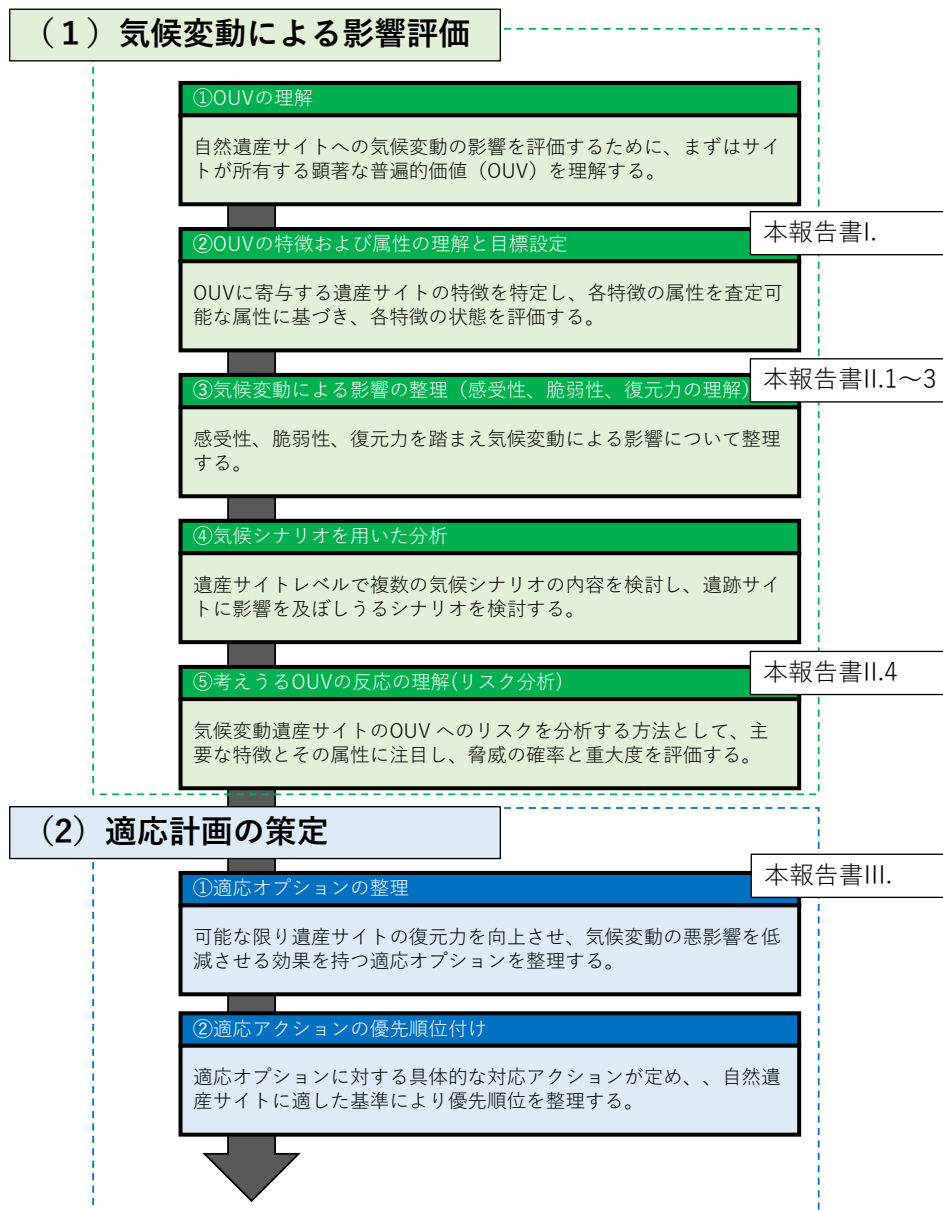 （１）気候変動による影響評価
①OUVの理解
自然遺産サイトへの気候変動の影響を評価するために、まずはサイ
トが所有する顕著な普遍的価値（OUV）を理解する。
本報告書I.
②OUVの特徴および属性の理解と目標設定
OUVに寄与する遺産サイトの特徴を特定し、各特徴の属性を査定可
能な属性に基づき、各特徴の状態を評価する。
本報告書II.1～3
③気候変動による影響の整理（感受性、脆弱性、復元力の理解）
感受性、脆弱性、復元力を踏まえ気候変動による影響について整理
する。
④気候シナリオを用いた分析
遺産サイトレベルで複数の気候シナリオの内容を検討し、遺跡サイ
トに影響を及ぼしうるシナリオを検討する。
本報告書II.4
⑤考えうるOUVの反応の理解(リスク分析)
気候変動遺産サイトのOUV へのリスクを分析する方法として、主
要な特徴とその属性に注目し、脅威の確率と重大度を評価する。
（2）適応計画の策定
本報告書III.
①適応オプションの整理
可能な限り遺産サイトの復元力を向上させ、気候変動の悪影響を低
減させる効果を持つ適応オプションを整理する。
②適応アクションの優先順位付け
適応オプションに対する具体的な対応アクションが定め、、自然遺
産サイトに適した基準により優先順位を整理する。